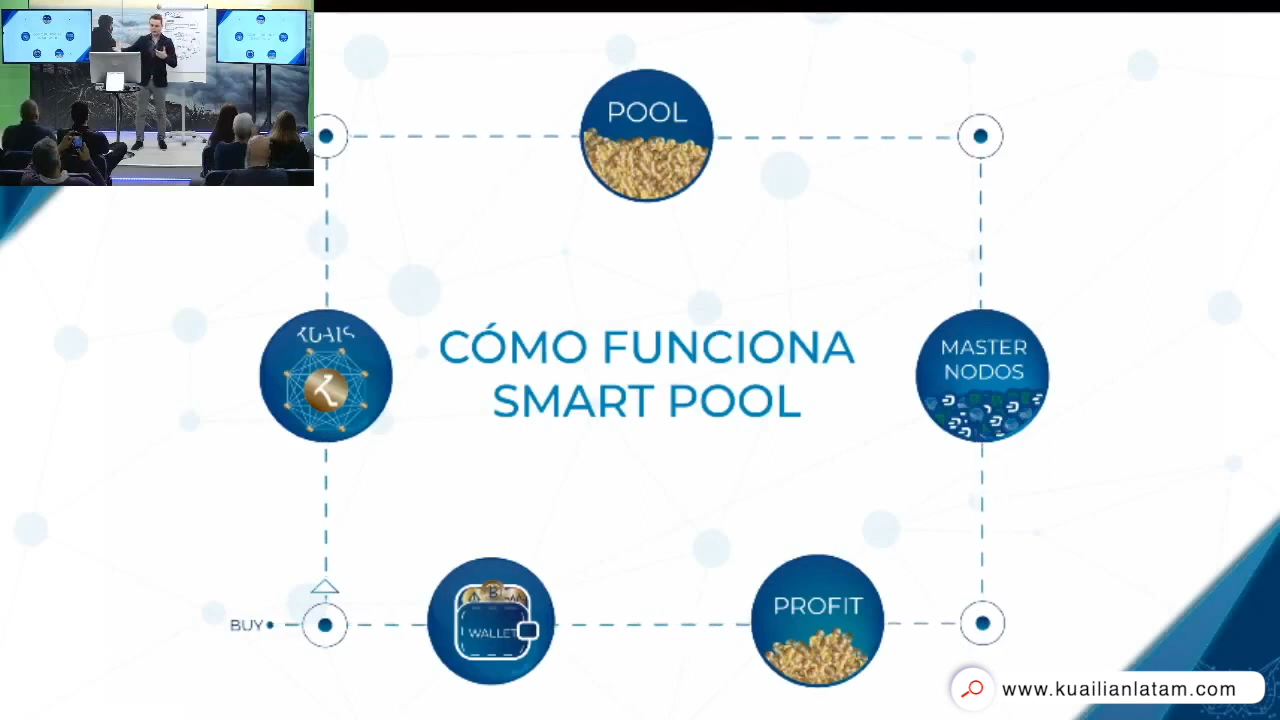 POOL
KUAIS
CÓMO FUNCIONA
SMART POOL
MASTER
NODOS
BUY
WALLET
PROFIT
www.kuailianlatam.com